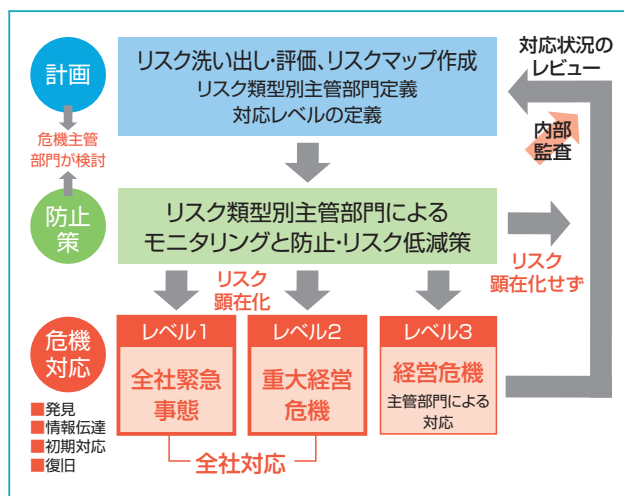 計画
危機主管
部門が検討
防止
策
リスク洗い出し・評価、リスクマップ作成
リスク類型別主管部門定義
対応レベルの定義
対応状況の
レビュー
内部
監査
リスク類型別主管部門による
モニタリングと防止・リスク低減策
リスク
顕在化せず
リスク
顕在化
危機
対応
■発見
■情報伝達
■初期対応
■復旧
レベル1
全社緊急
事態
レベル2
重大経営
危機
レベル3
経営危機
主管部門による
対応
全社対応